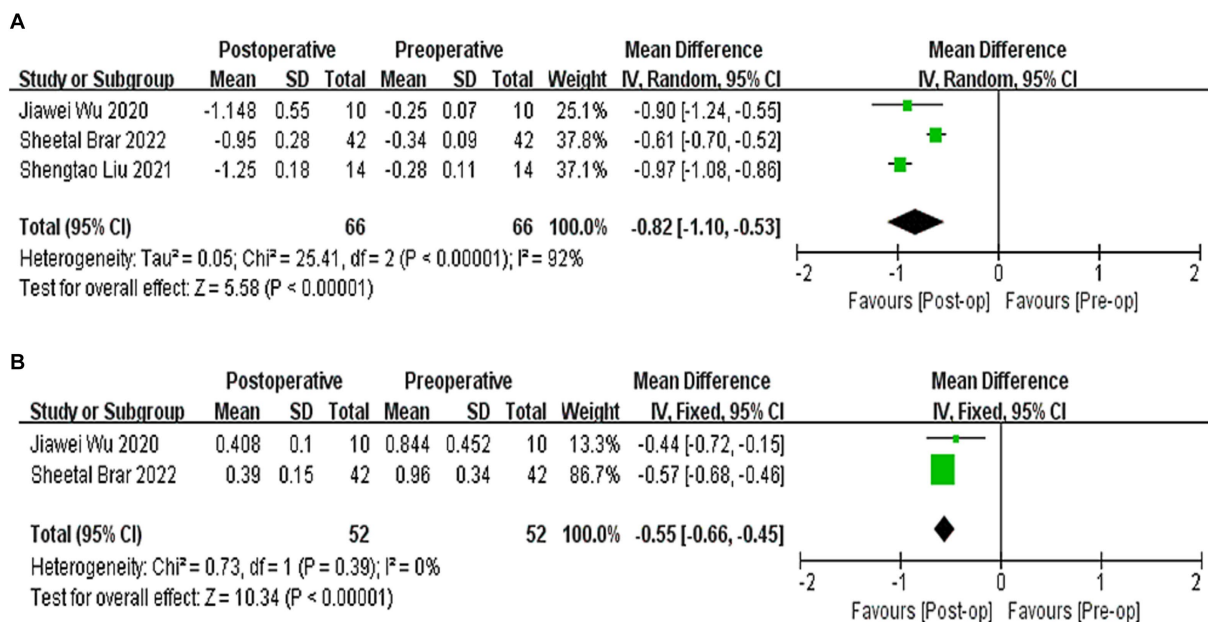 A
Postoperative Preoperative Mean Difference Mean Difference
Study or Subgroup Mean SD Total Mean SD Total Weight IV, Random, 95% CI IV, Random, 95% CI
Jiawei Wu 2020 -1.148 0.55 10 -0.25 0.07 10 25.1% -0.90 [-1.24, -0.55]
Sheetal Brar 2022 -0.95 0.28 42 -0.34 0.09 42 37.8% -0.61 [-0.70, -0.52]
Shengtao Liu 2021 -1.25 0.18 14 -0.28 0.11 14 37.1% -0.97 [-1.08, -0.86]
Total (95% CI) 66 66 100.0% -0.82 [-1.10, -0.53]
Heterogeneity: Tau² = 0.05; Chi² = 25.41, df = 2 (P < 0.00001); I² = 92%
Test for overall effect: Z = 5.58 (P < 0.00001)
-2 -1 0 1 2
Favours [Post-op] Favours [Pre-op]
B
Postoperative Preoperative Mean Difference Mean Difference
Study or Subgroup Mean SD Total Mean SD Total Weight IV, Fixed, 95% CI IV, Fixed, 95% CI
Jiawei Wu 2020 0.408 0.1 10 0.844 0.452 10 13.3% -0.44 [-0.72, -0.15]
Sheetal Brar 2022 0.39 0.15 42 0.96 0.34 42 86.7% -0.57 [-0.68, -0.46]
Total (95% CI) 52 52 100.0% -0.55 [-0.66, -0.45]
Heterogeneity: Chi² = 0.73, df = 1 (P = 0.39); I² = 0%
Test for overall effect: Z = 10.34 (P < 0.00001)
-2 -1 0 1 2
Favours [Post-op] Favours [Pre-op]